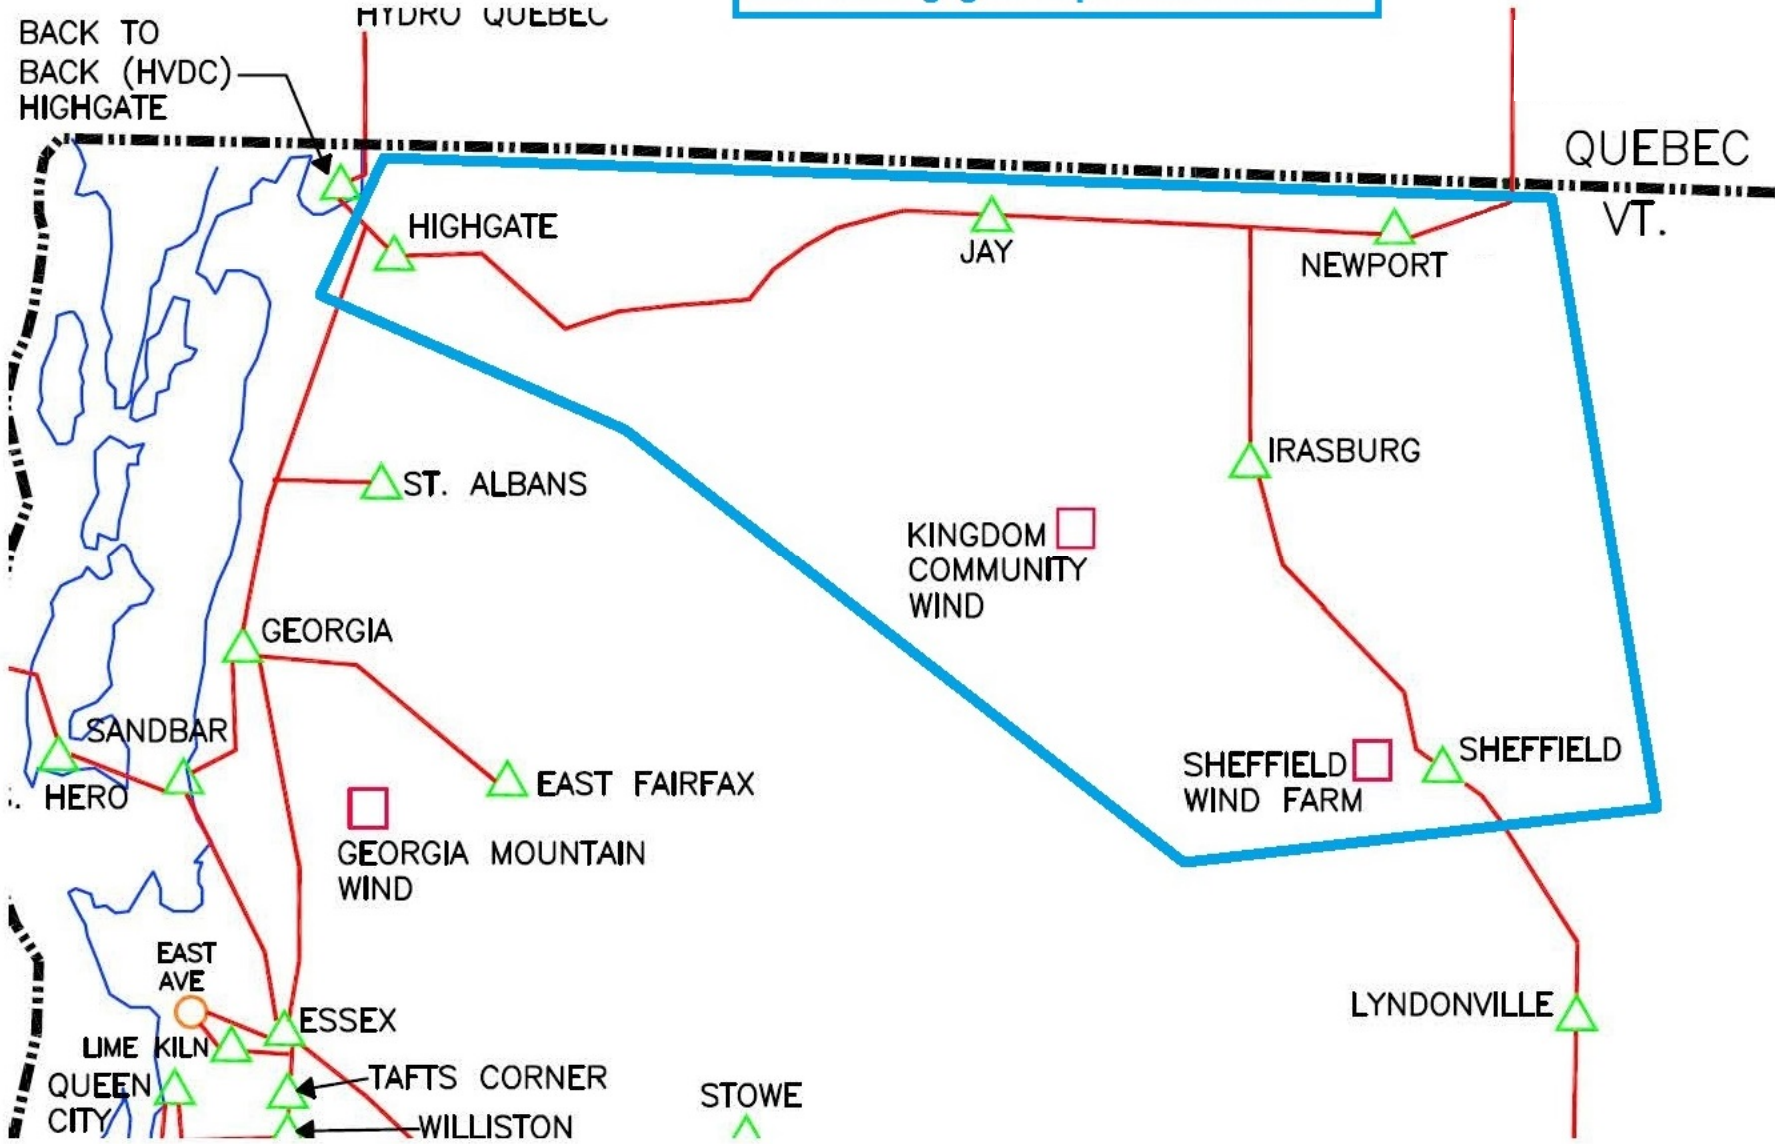 HYDRO QUEBEC
BACK TO
BACK (HVDC)
HIGHGATE
QUEBEC
VT.
HIGHGATE
JAY
NEWPORT
IRASBURG
ST. ALBANS
KINGDOM
COMMUNITY
WIND
GEORGIA
SANDBAR
HERO
EAST FAIRFAX
SHEFFIELD
WIND FARM
SHEFFIELD
GEORGIA MOUNTAIN
WIND
EAST
AVE
ESSEX
LYNDONVILLE
LIME KILN
QUEEN
CITY
TAFTS CORNER
WILLISTON
STOWE